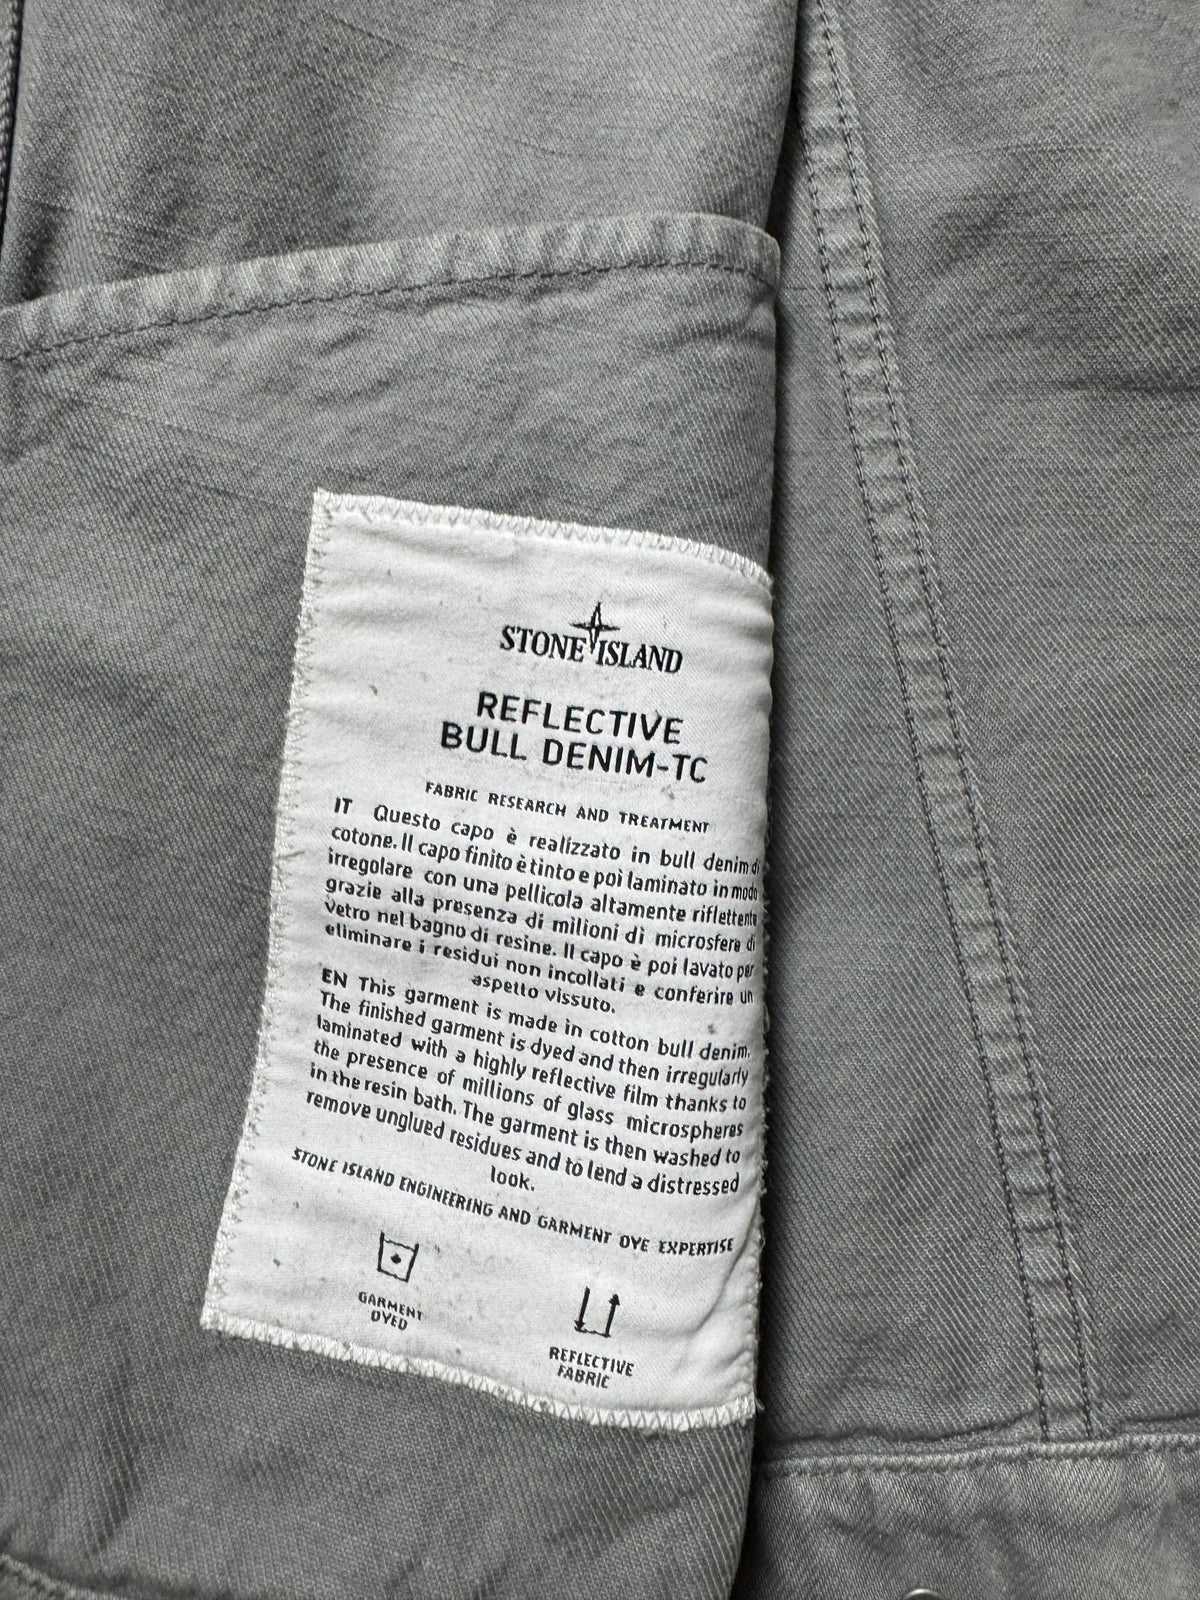 STONE ISLAND
REFLECTIVE
BULL DENIM-TC
FABRIC RESEARCH AND TREATMENT
IT Questo capo è realizzato in bull denim di
cotone. Il capo finito è tinto e poi laminato in modo
irregolare con una pellicola altamente riflettente
grazie alla presenza di milioni di microsfere di
vetro nel bagno di resine. Il capo è poi lavato per
eliminare i residui non incollati e conferire un
aspetto vissuto.
EN This garment is made in cotton bull denim.
The finished garment is dyed and then irregularly
laminated with a highly reflective film thanks to
the presence of millions of glass microspheres
in the resin bath. The garment is then washed to
remove unglued residues and to lend a distressed
look.
STONE ISLAND ENGINEERING AND GARMENT DYE EXPERTISE
GARMENT
DYED
REFLECTIVE
FABRIC